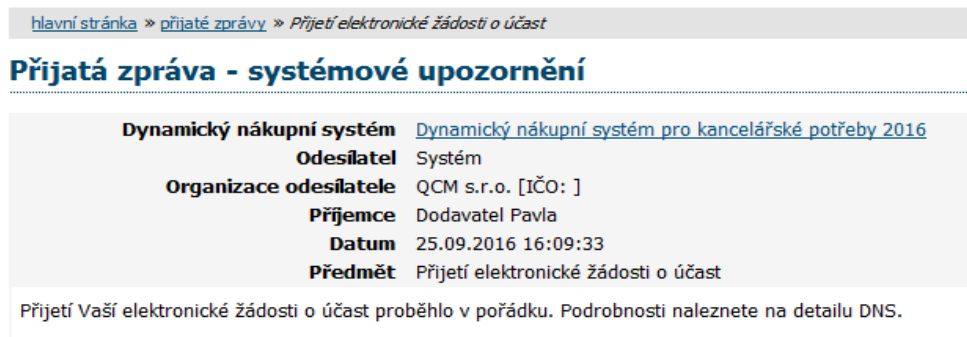 hlavní stránka » přijaté zprávy » Přijetí elektronické žádosti o účast
Přijatá zpráva - systémové upozornění
Dynamický nákupní systém Dynamický nákupní systém pro kancelářské potřeby 2016
Odesílatel Systém
Organizace odesílatele QCM s.r.o. [IČO: ]
Příjemce Dodavatel Pavla
Datum 25.09.2016 16:09:33
Předmět Přijetí elektronické žádosti o účast
Přijetí Vaší elektronické žádosti o účast proběhlo v pořádku. Podrobnosti naleznete na detailu DNS.